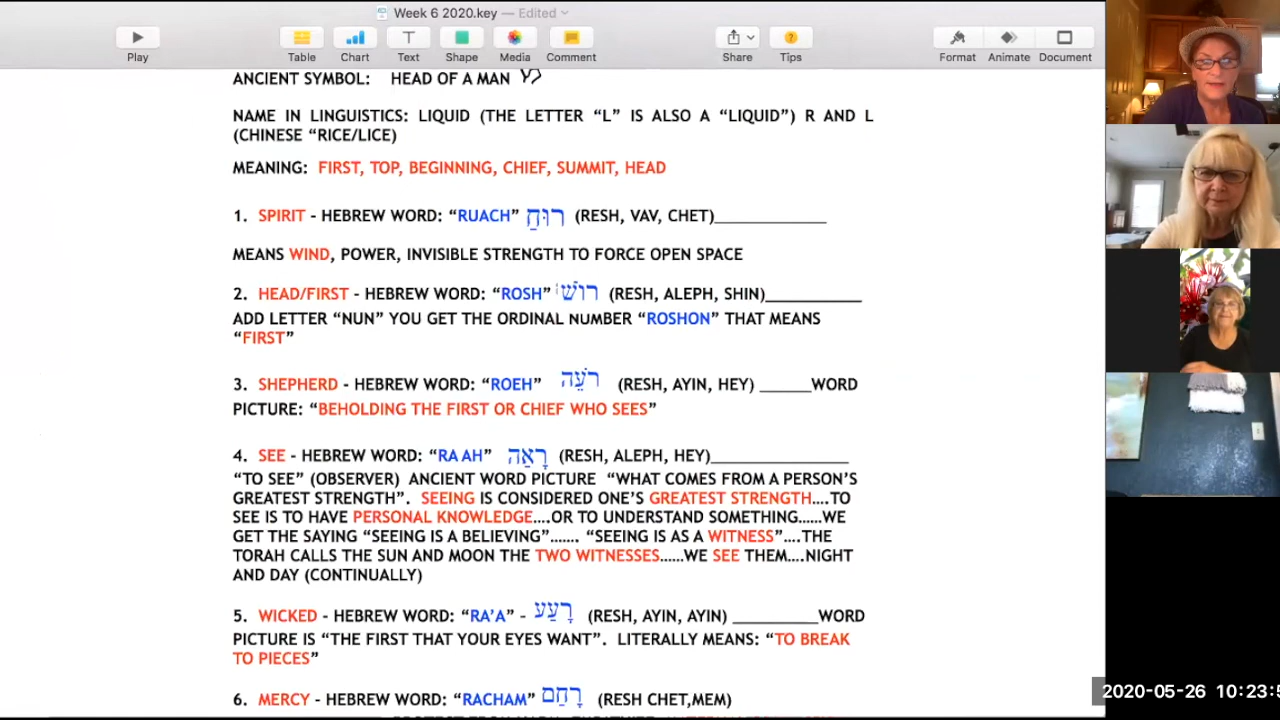 Week 6 2020.key — Edited
Play
Table
Chart
Text
Shape
Media
Comment
Share
Tips
Format
Animate
Document
ANCIENT SYMBOL: HEAD OF A MAN
NAME IN LINGUISTICS: LIQUID (THE LETTER “L” IS ALSO A “LIQUID”) R AND L
(CHINESE “RICE/LICE)
MEANING: FIRST, TOP, BEGINNING, CHIEF, SUMMIT, HEAD
1. SPIRIT - HEBREW WORD: “RUACH” רוּחַ (RESH, VAV, CHET)______________
MEANS WIND, POWER, INVISIBLE STRENGTH TO FORCE OPEN SPACE
2. HEAD/FIRST - HEBREW WORD: “ROSH” (RESH, ALEPH, SHIN)____________
ADD LETTER “NUN” YOU GET THE ORDINAL NUMBER “ROSHON” THAT MEANS
“FIRST”
3. SHEPHERD - HEBREW WORD: “ROEH” רֹעֵה (RESH, AYIN, HEY) ______WORD
PICTURE: “BEHOLDING THE FIRST OR CHIEF WHO SEES”
4. SEE - HEBREW WORD: “RA AH” רָאַה (RESH, ALEPH, HEY)_________________
“TO SEE” (OBSERVER) ANCIENT WORD PICTURE “WHAT COMES FROM A PERSON’S
GREATEST STRENGTH”. SEEING IS CONSIDERED ONE’S GREATEST STRENGTH....TO
SEE IS TO HAVE PERSONAL KNOWLEDGE....OR TO UNDERSTAND SOMETHING......WE
GET THE SAYING “SEEING IS A BELIEVING”....... “SEEING IS AS A WITNESS”....THE
TORAH CALLS THE SUN AND MOON THE TWO WITNESSES......WE SEE THEM....NIGHT
AND DAY (CONTINUALLY)
5. WICKED - HEBREW WORD: “RA’A” - רָעַע (RESH, AYIN, AYIN) __________WORD
PICTURE IS “THE FIRST THAT YOUR EYES WANT”. LITERALLY MEANS: “TO BREAK
TO PIECES”
6. MERCY - HEBREW WORD: “RACHAM” רָחַם (RESH CHET,MEM)
2020-05-26 10:23:5